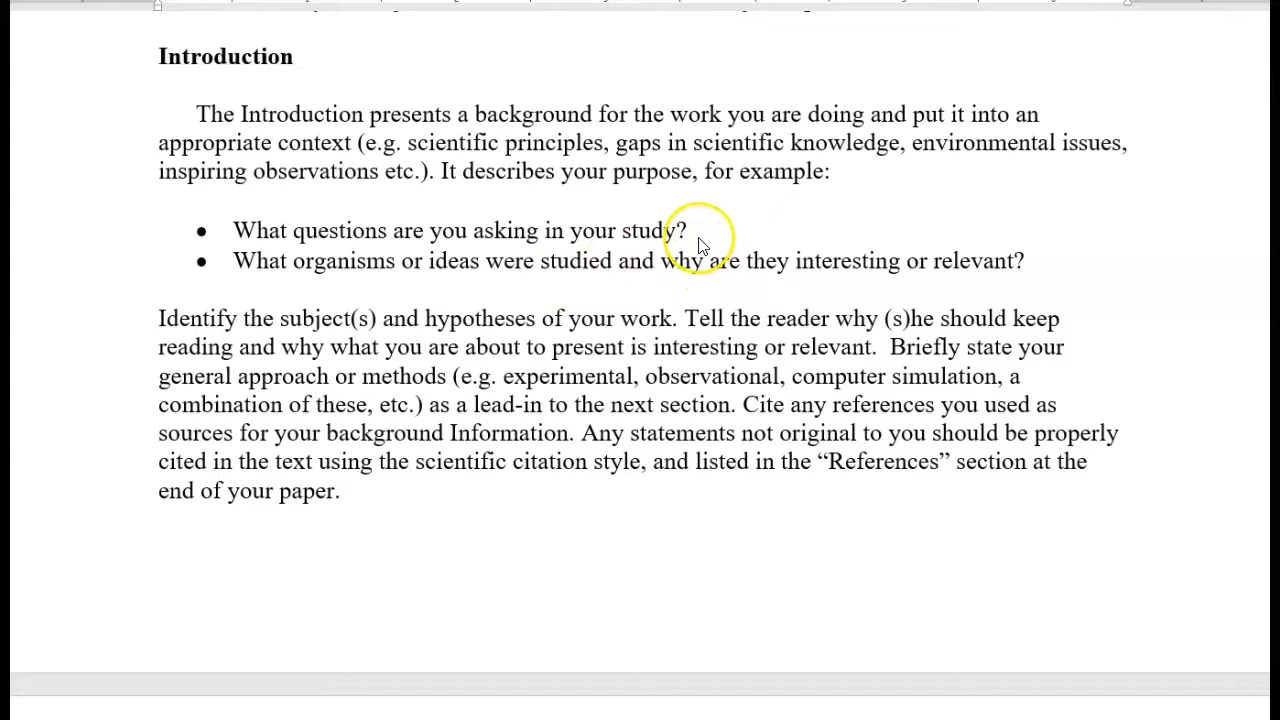 Introduction
The Introduction presents a background for the work you are doing and put it into an
appropriate context (e.g. scientific principles, gaps in scientific knowledge, environmental issues,
inspiring observations etc.). It describes your purpose, for example:
• What questions are you asking in your study?
• What organisms or ideas were studied and why are they interesting or relevant?
Identify the subject(s) and hypotheses of your work. Tell the reader why (s)he should keep
reading and why what you are about to present is interesting or relevant.  Briefly state your
general approach or methods (e.g. experimental, observational, computer simulation, a
combination of these, etc.) as a lead-in to the next section. Cite any references you used as
sources for your background Information. Any statements not original to you should be properly
cited in the text using the scientific citation style, and listed in the “References” section at the
end of your paper.